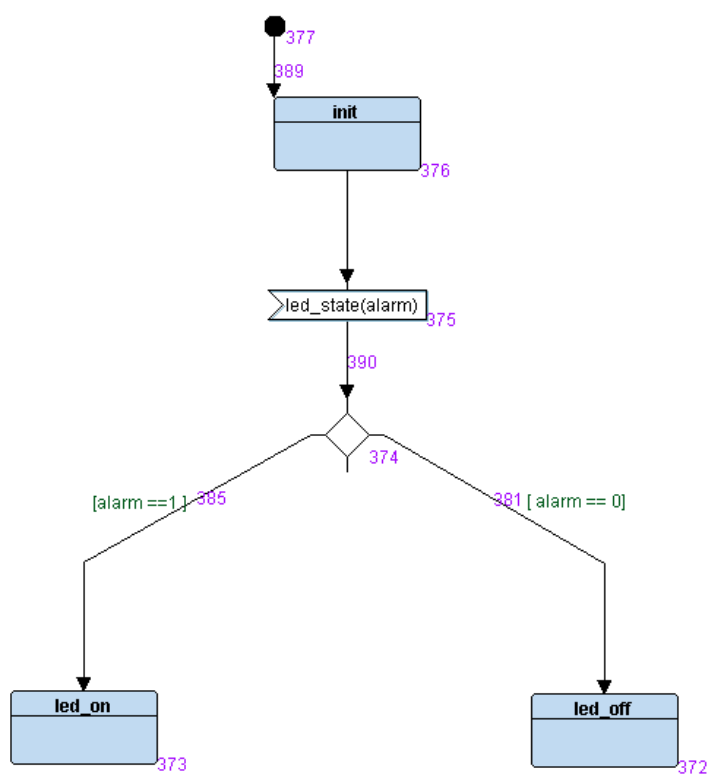 377
389
init
376
led_state(alarm)
375
390
374
[alarm ==1 ] 385
381 [ alarm == 0]
led_on
373
led_off
372